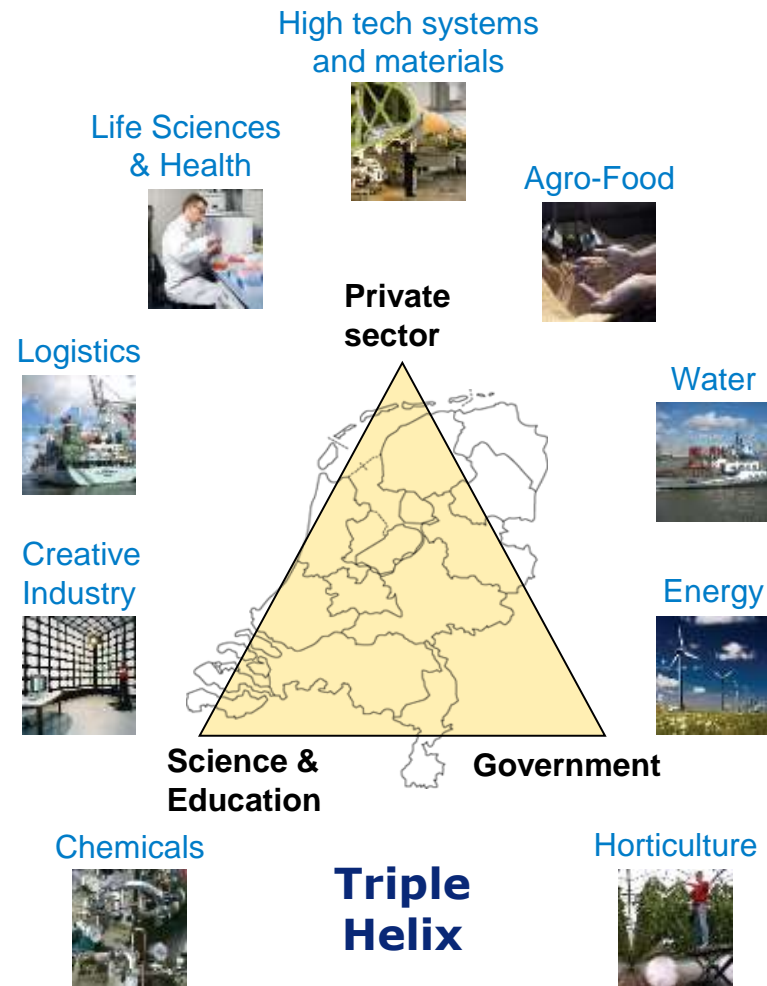 High tech systems
and materials
Life Sciences
& Health
Agro-Food
Private
sector
Logistics
Water
Creative
Industry
Energy
Science &
Education
Government
Chemicals
Horticulture
Triple
Helix